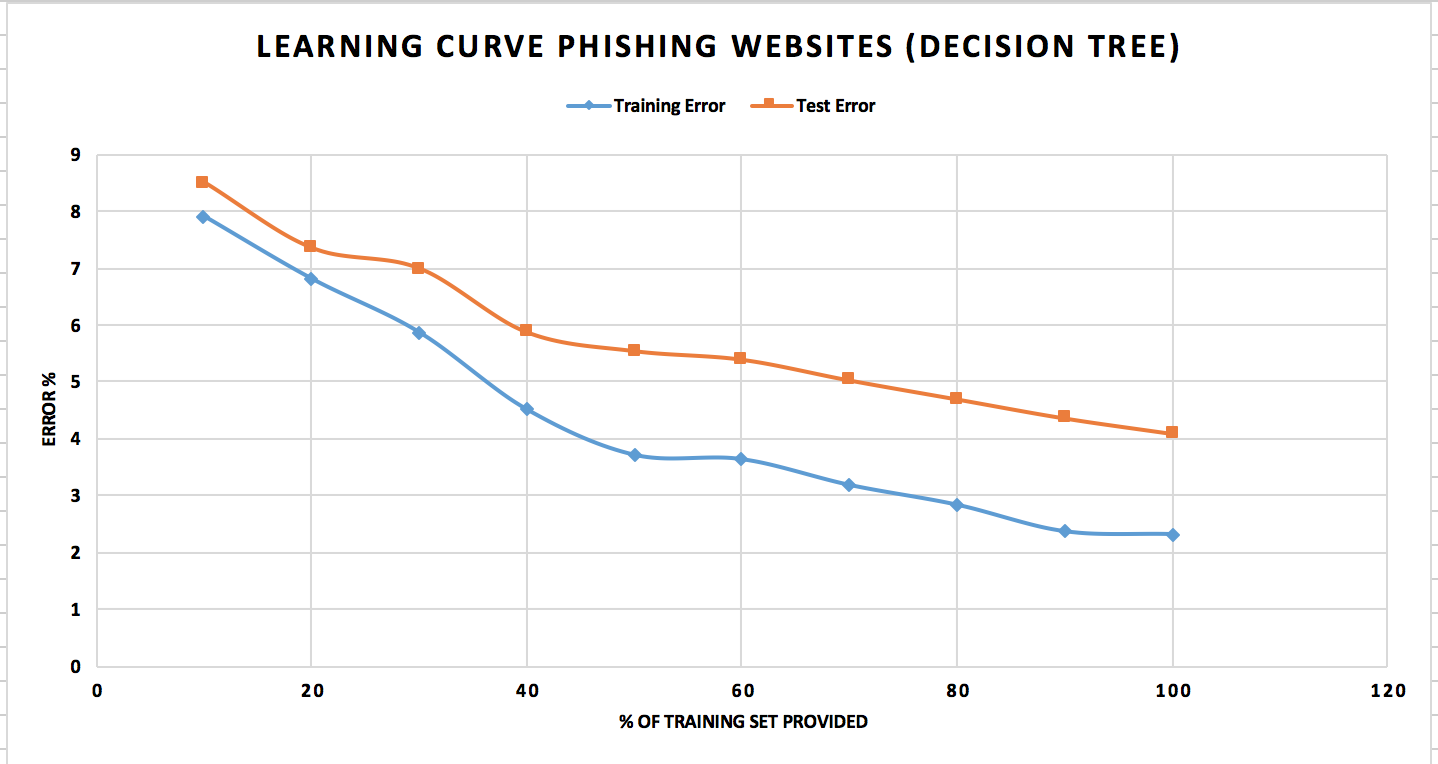 LEARNING CURVE PHISHING WEBSITES (DECISION TREE)
Training Error Test Error
9
8
7
6
5
4
3
2
1
0
ERROR %
0 20 40 60 80 100 120
% OF TRAINING SET PROVIDED